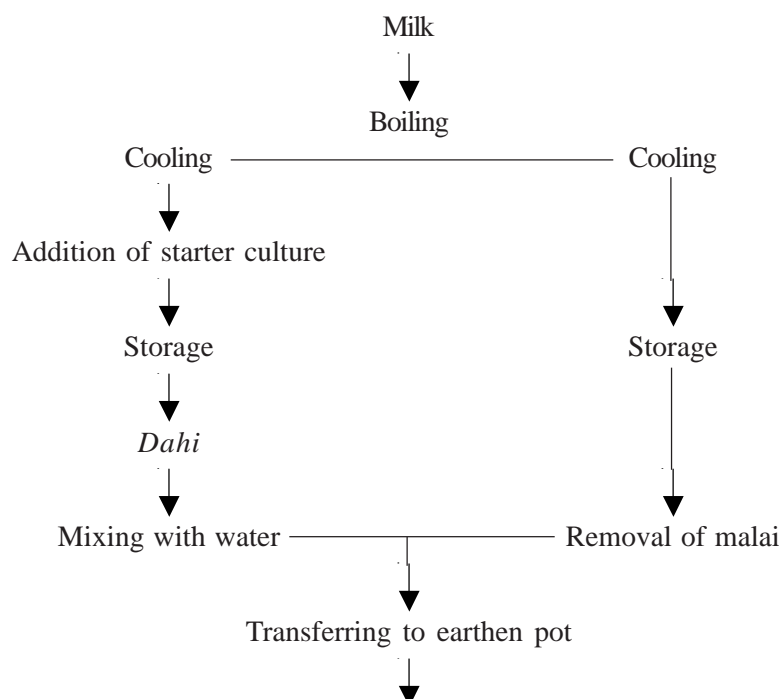 Milk
Boiling
Cooling
Cooling
Addition of starter culture
Storage
Storage
Dahi
Mixing with water
Removal of malai
Transferring to earthen pot